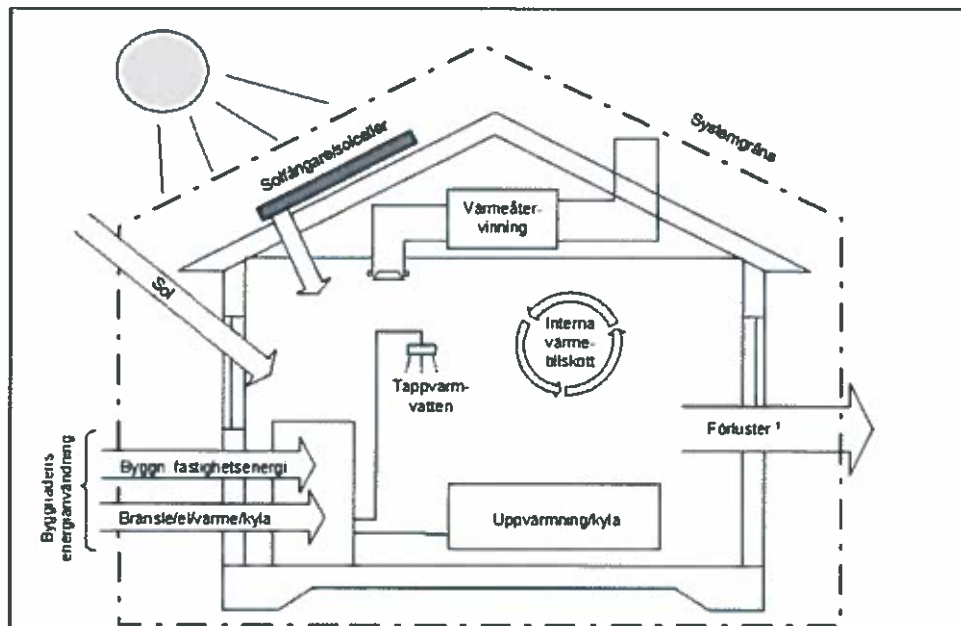 Systemgräns
Solfångare/solceller
Värmeåter-
vinning
Sol
Interna
värme-
tillskott
Tappvarm-
vatten
Förluster 1
Byggnadens
energianvändning
Byggn. fastighetsenergi
Bränsle/el/värme/kyla
Uppvärmning/kyla